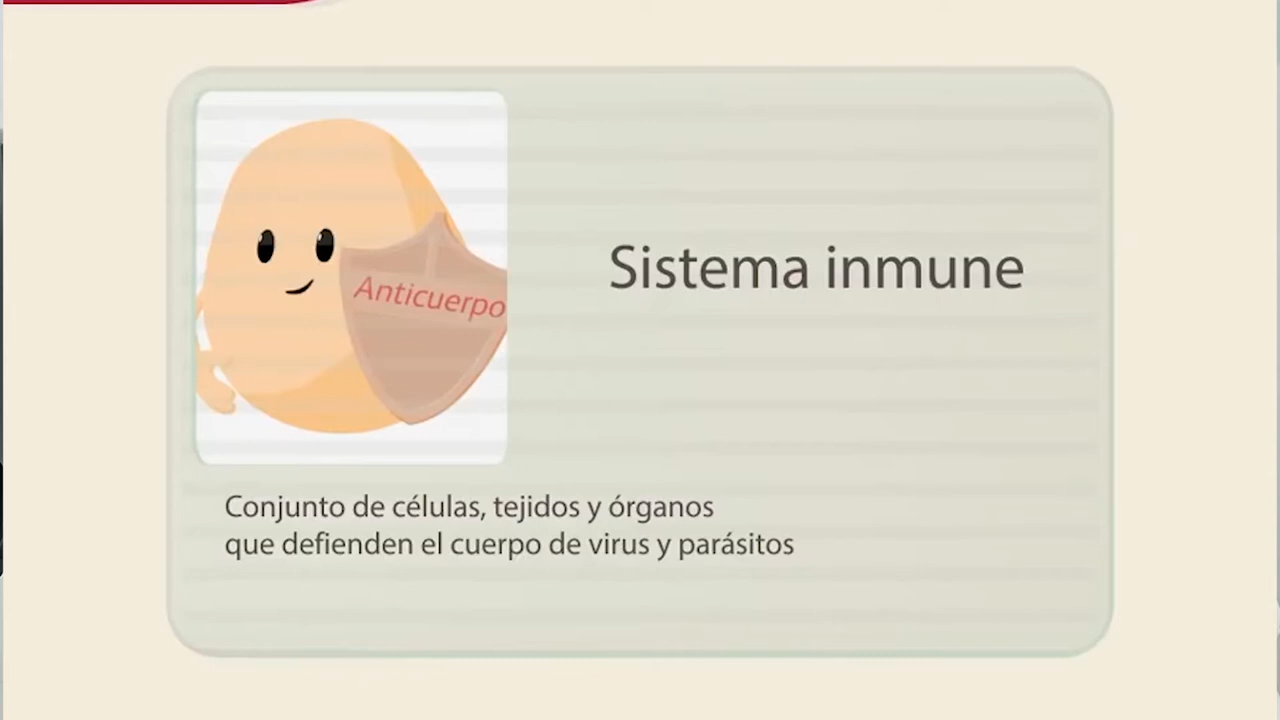 Anticuerpo
Sistema inmune
Conjunto de células, tejidos y órganos
que defienden el cuerpo de virus y parásitos